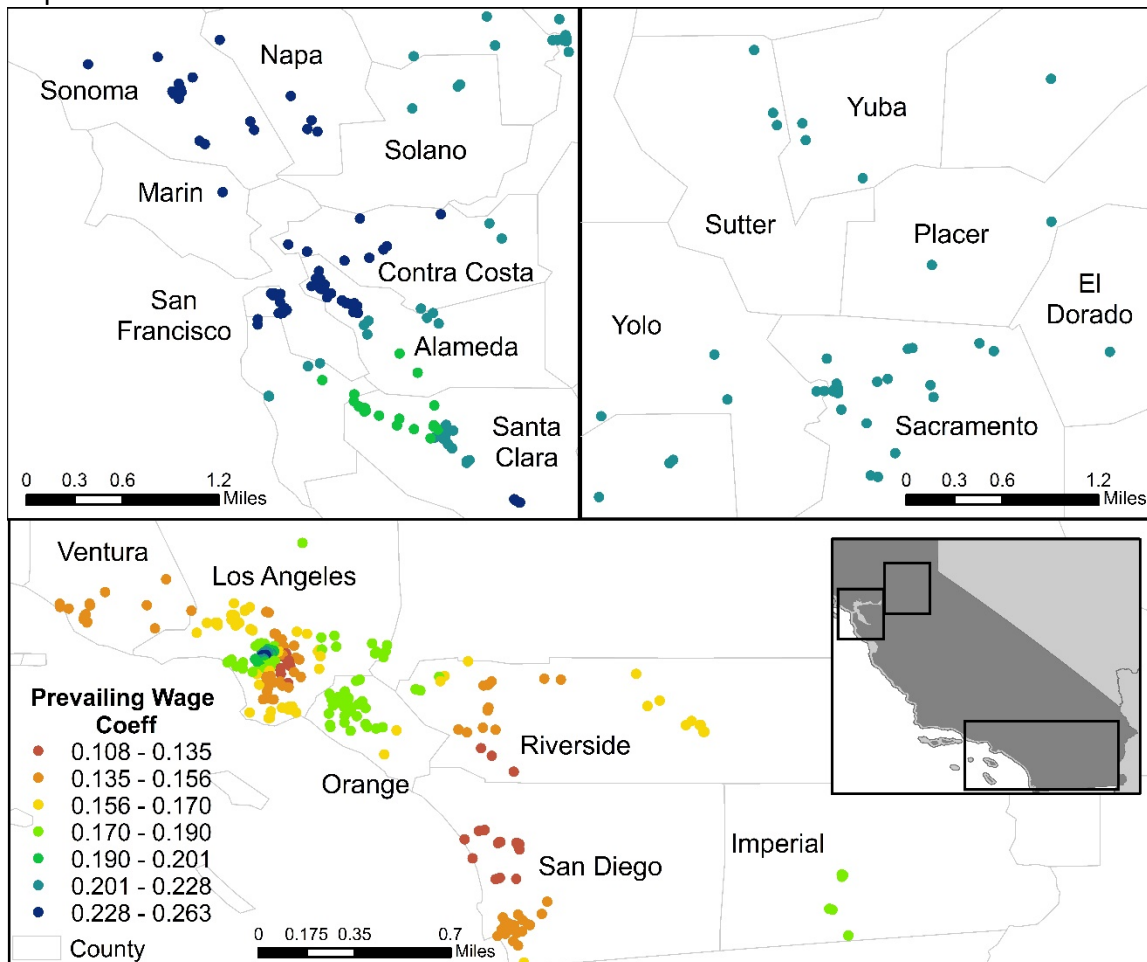 Napa
Sonoma
Solano
Marin
Contra Costa
San
Francisco
Alameda
Santa
Clara
0 0.3 0.6 1.2
Miles
Yuba
Sutter
Placer
El
Dorado
Yolo
Sacramento
0 0.3 0.6 1.2
Miles
Ventura
Los Angeles
Riverside
Orange
San Diego
Imperial
Prevailing Wage
Coeff
0.108 - 0.135
0.135 - 0.156
0.156 - 0.170
0.170 - 0.190
0.190 - 0.201
0.201 - 0.228
0.228 - 0.263
County
0 0.175 0.35 0.7
Miles